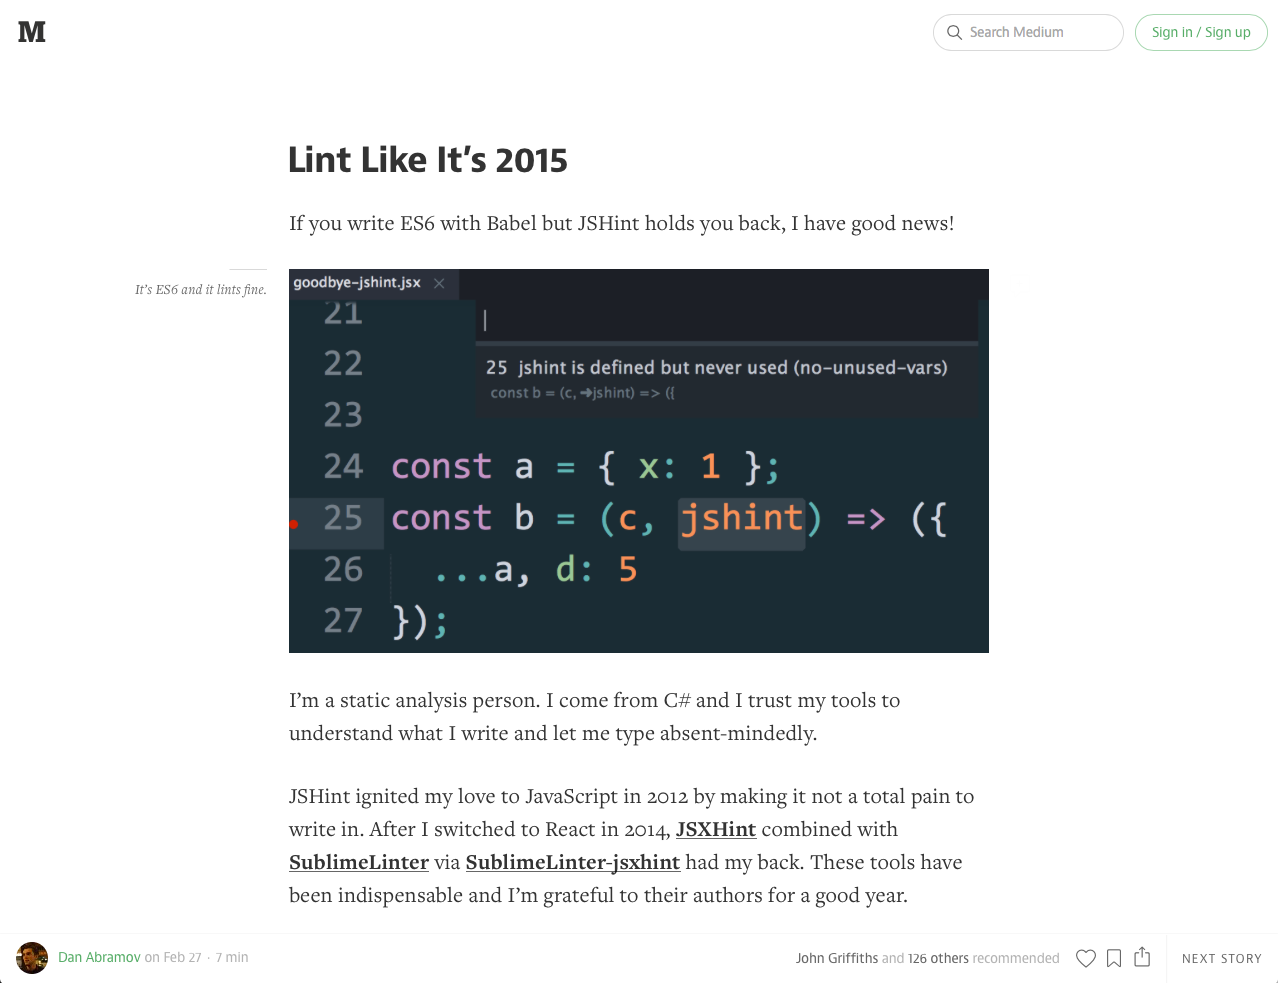 M
Search Medium
Sign in / Sign up
Lint Like It’s 2015
If you write ES6 with Babel but JSHint holds you back, I have good news!
It’s ES6 and it lints fine.
goodbye-jshint.jsx
21
22
23
25 jshint is defined but never used (no-unused-vars)
const b = (c, ➜jshint) => ({
24 const a = { x: 1 };
25 const b = (c, jshint) => ({
26 ...a, d: 5
27 });
I’m a static analysis person. I come from C# and I trust my tools to
understand what I write and let me type absent-mindedly.
JSHint ignited my love to JavaScript in 2012 by making it not a total pain to
write in. After I switched to React in 2014, JSXHint combined with
SublimeLinter via SublimeLinter-jsxhint had my back. These tools have
been indispensable and I’m grateful to their authors for a good year.
Dan Abramov on Feb 27 · 7 min
John Griffiths and 126 others recommended
NEXT STORY